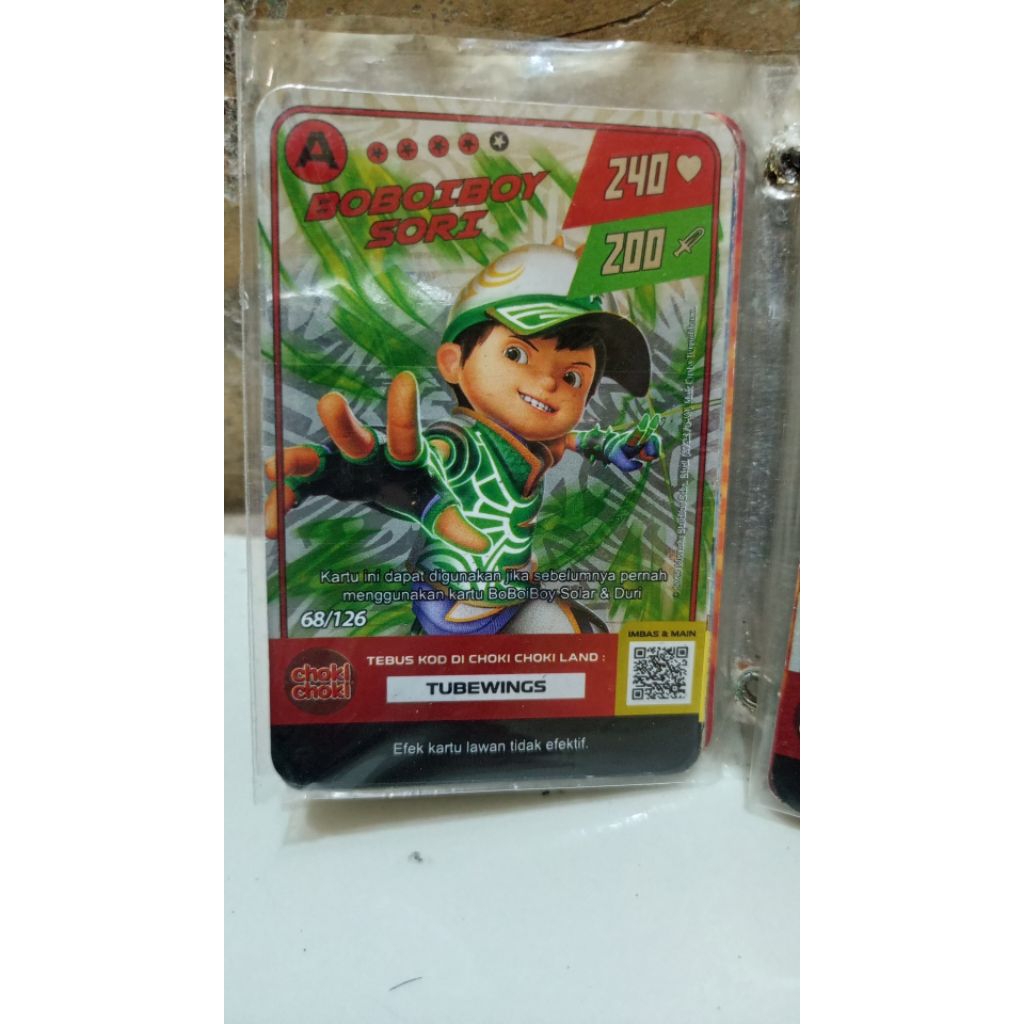 A
BOBOIBOY
SORI
240
200
Kartu ini dapat digunakan jika sebelumnya pernah
menggunakan kartu BoBoiBoy Solar & Duri
68/126
IMBAS & MAIN
choki
choki
TEBUS KOD DI CHOKI CHOKI LAND :
TUBEWINGS
Efek kartu lawan tidak efektif.